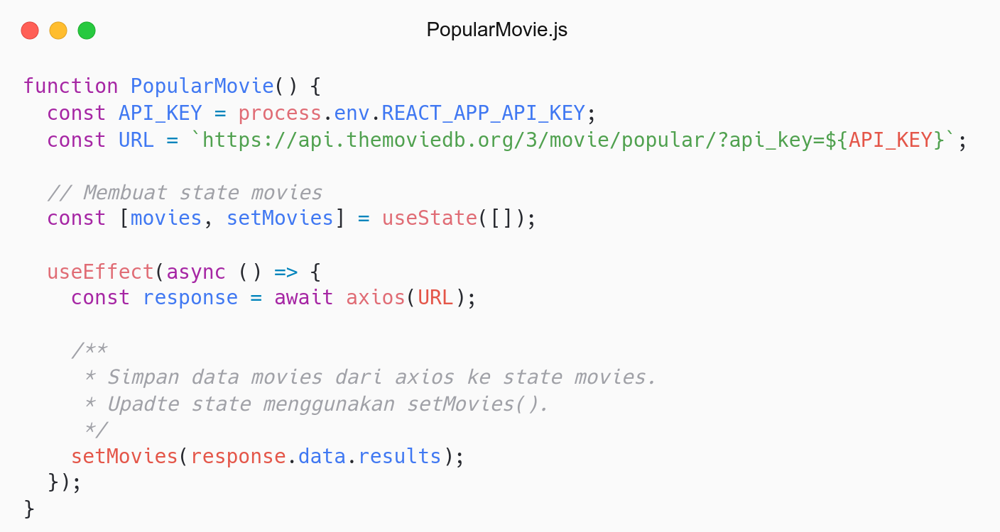 PopularMovie.js
function PopularMovie() {
  const API_KEY = process.env.REACT_APP_API_KEY;
  const URL = `https://api.themoviedb.org/3/movie/popular/?api_key=${API_KEY}`;

  // Membuat state movies
  const [movies, setMovies] = useState([]);

  useEffect(async () => {
    const response = await axios(URL);

    /**
     * Simpan data movies dari axios ke state movies.
     * Upadte state menggunakan setMovies().
     */
    setMovies(response.data.results);
  });
}